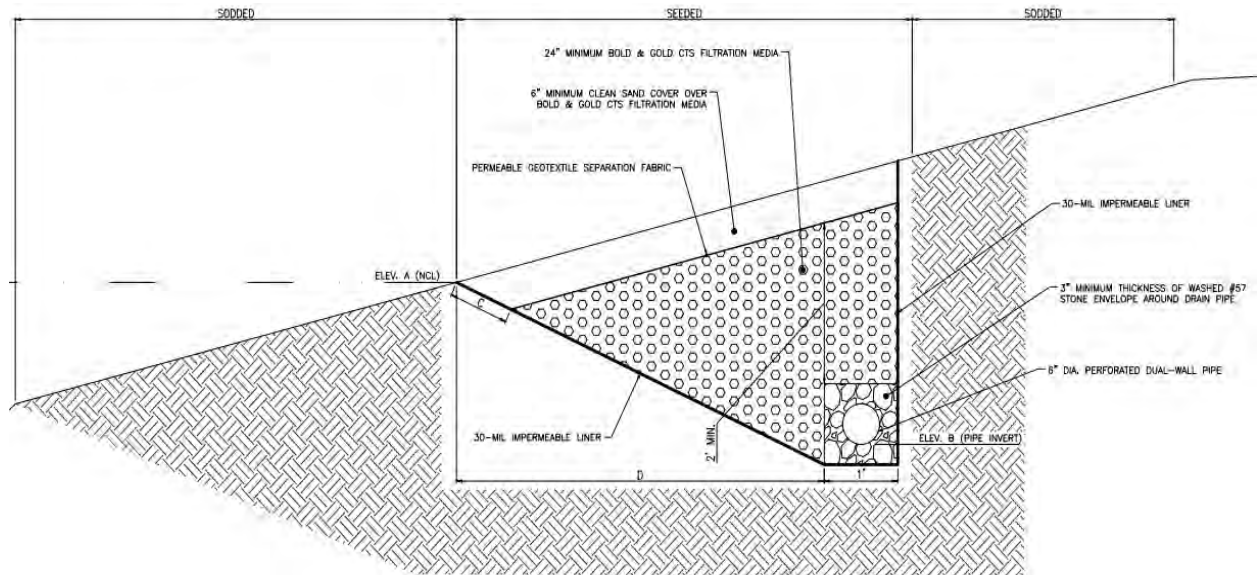 SODDED
SEEDED
SODDED
24" MINIMUM BOLD & GOLD CTS FILTRATION MEDIA
6" MINIMUM CLEAN SAND COVER OVER
BOLD & GOLD CTS FILTRATION MEDIA
PERMEABLE GEOTEXTILE SEPARATION FABRIC
30-MIL IMPERMEABLE LINER
ELEV. A (NCL)
C
3" MINIMUM THICKNESS OF WASHED #57
STONE ENVELOPE AROUND DRAIN PIPE
6" DIA. PERFORATED DUAL-WALL PIPE
30-MIL IMPERMEABLE LINER
2' MIN.
ELEV. B (PIPE INVERT)
D
1'